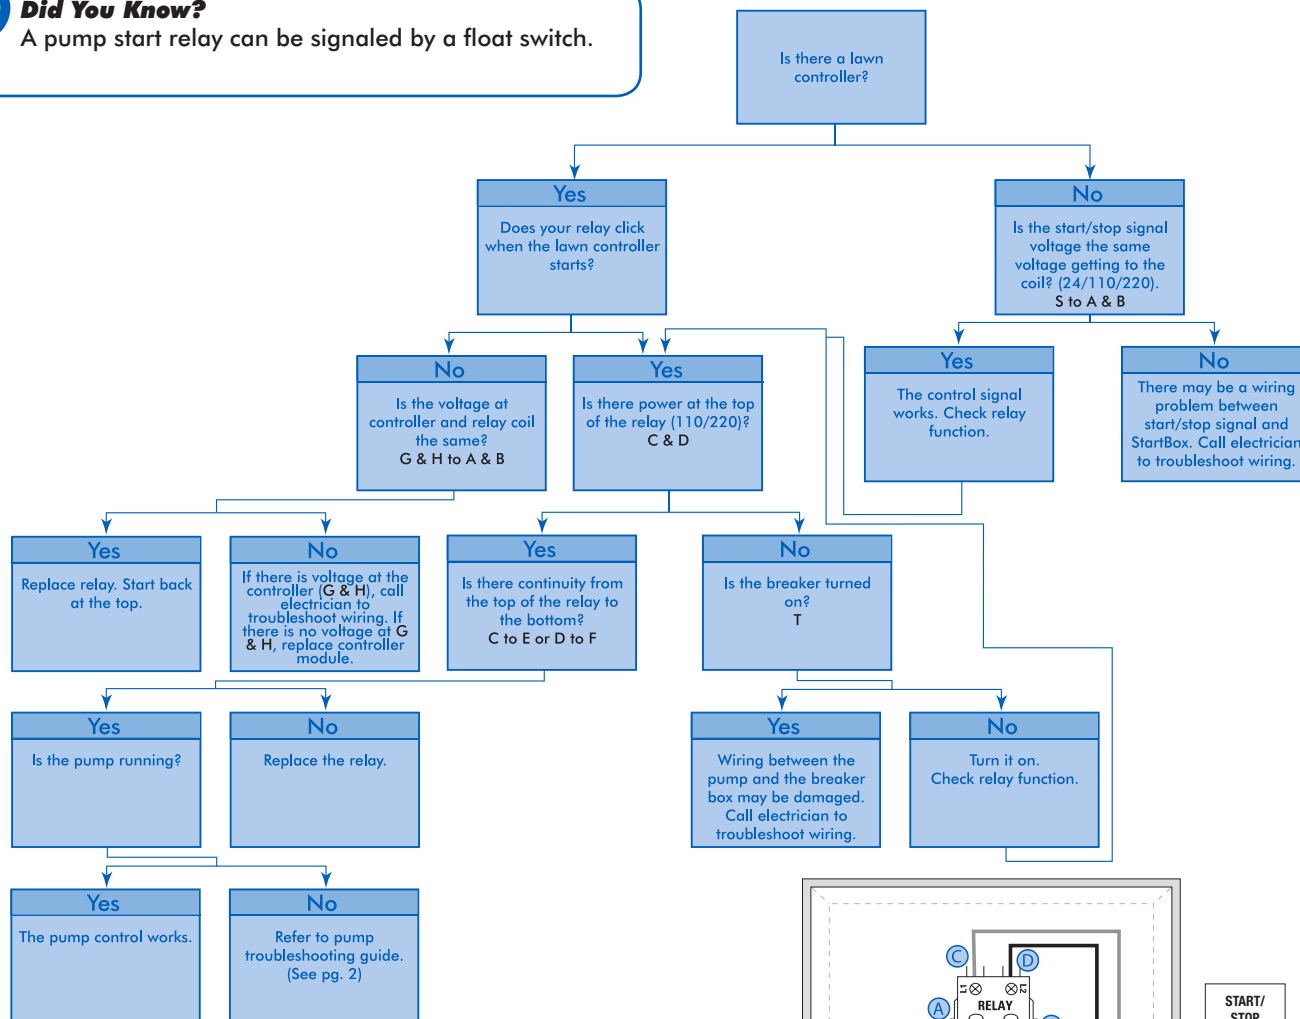 Did You Know?
A pump start relay can be signaled by a float switch.
Is there a lawn
controller?
Yes
Does your relay click
when the lawn controller
starts?
No
Is the start/stop signal
voltage the same
voltage getting to the
coil? (24/110/220).
S to A & B
No
Is the voltage at
controller and relay coil
the same?
G & H to A & B
Yes
Is there power at the top
of the relay (110/220)?
C & D
Yes
The control signal
works. Check relay
function.
No
There may be a wiring
problem between
start/stop signal and
StartBox. Call electrician
to troubleshoot wiring.
Yes
Replace relay. Start back
at the top.
No
If there is voltage at the
controller (G & H), call
electrician to
troubleshoot wiring. If
there is no voltage at G
& H, replace controller
module.
Yes
Is there continuity from
the top of the relay to
the bottom?
C to E or D to F
No
Is the breaker turned
on?
T
Yes
Is the pump running?
No
Replace the relay.
Yes
Wiring between the
pump and the breaker
box may be damaged.
Call electrician to
troubleshoot wiring.
No
Turn it on.
Check relay function.
Yes
The pump control works.
No
Refer to pump
troubleshooting guide.
(See pg. 2)
C
D
L1
L2
RELAY
A
START/
STOP